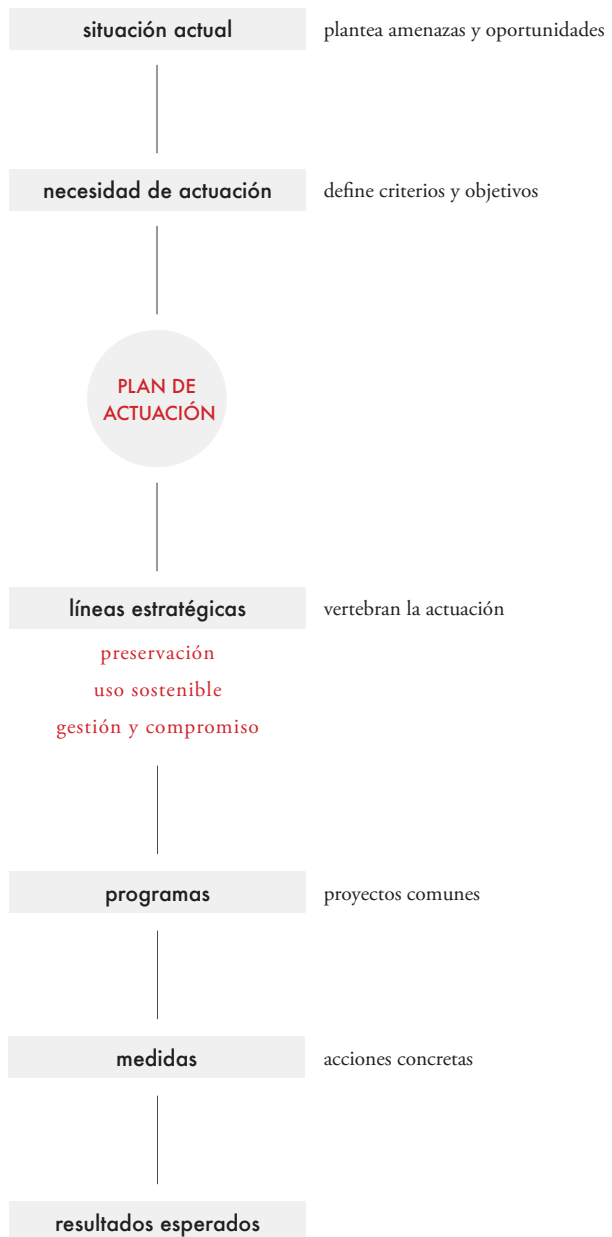 situación actual
plantea amenazas y oportunidades
necesidad de actuación
define criterios y objetivos
PLAN DE
ACTUACIÓN
líneas estratégicas
vertebran la actuación
preservación
uso sostenible
gestión y compromiso
programas
proyectos comunes
medidas
acciones concretas
resultados esperados